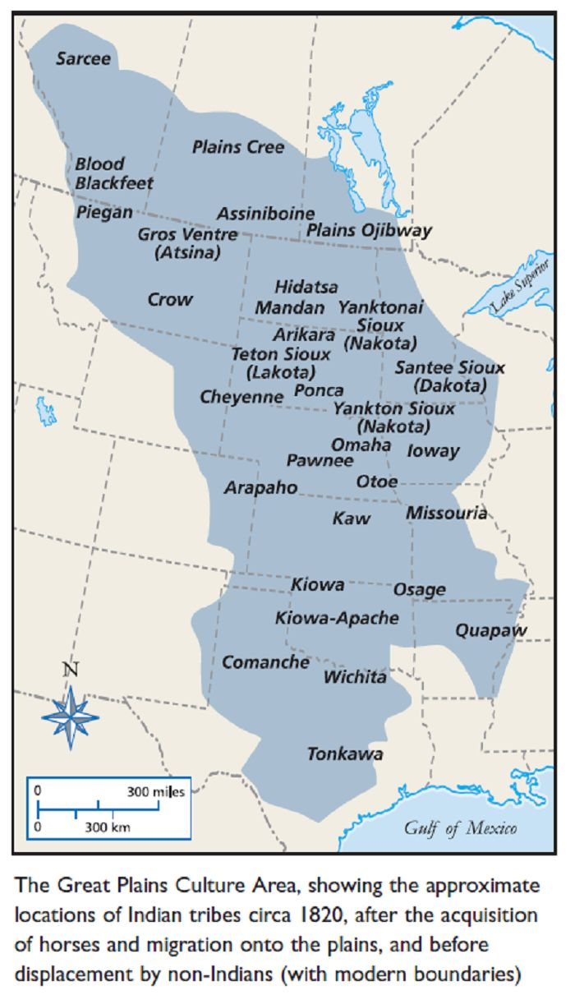 Sarcee
Plains Cree
Blood
Blackfeet
Piegan
Assiniboine
Plains Ojibway
Gros Ventre
(Atsina)
Lake Superior
Crow
Hidatsa
Mandan
Yanktonai
Sioux
(Nakota)
Arikara
Teton Sioux
(Lakota)
Santee Sioux
(Dakota)
Cheyenne
Ponca
Yankton Sioux
(Nakota)
Omaha
Ioway
Pawnee
Otoe
Arapaho
Kaw
Missouria
Kiowa
Osage
Kiowa-Apache
Quapaw
Comanche
Wichita
N
Tonkawa
0 300 miles
0 300 km
Gulf of Mexico
The Great Plains Culture Area, showing the approximate
locations of Indian tribes circa 1820, after the acquisition
of horses and migration onto the plains, and before
displacement by non-Indians (with modern boundaries)